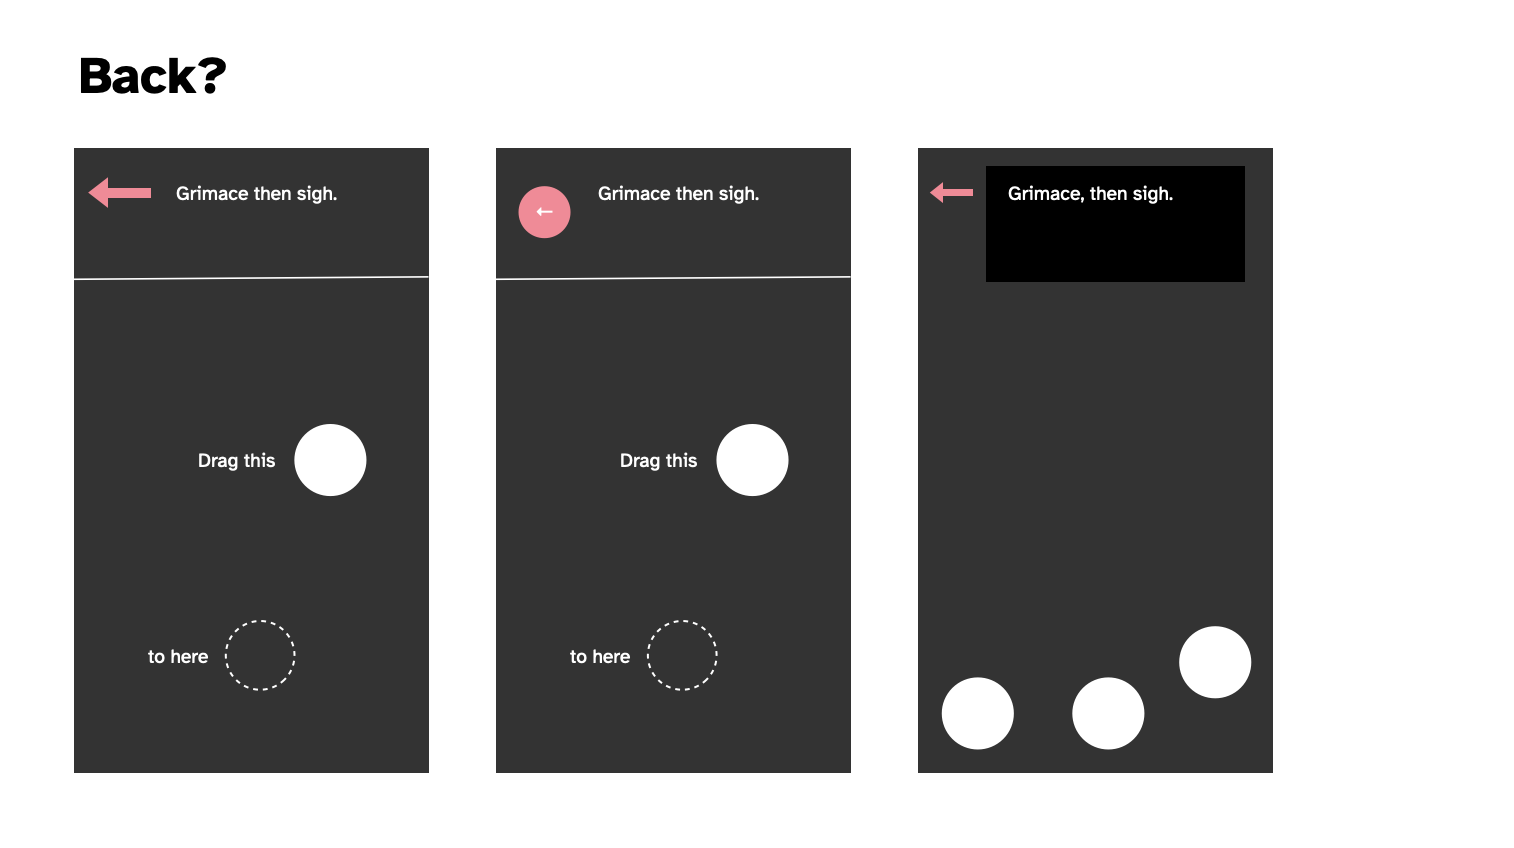 Back?
Grimace then sigh.
Drag this
to here
Grimace then sigh.
Drag this
to here
Grimace, then sigh.